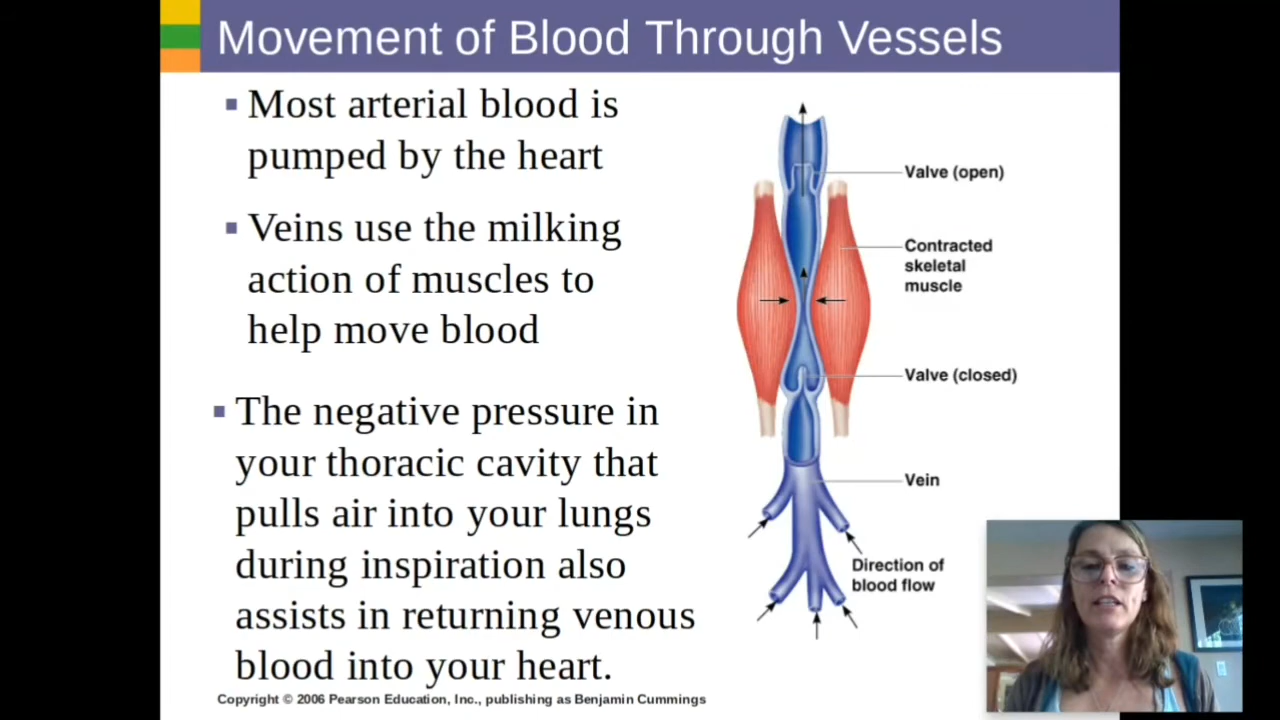 Movement of Blood Through Vessels
Most arterial blood is
pumped by the heart
Veins use the milking
action of muscles to
help move blood
The negative pressure in
your thoracic cavity that
pulls air into your lungs
during inspiration also
assists in returning venous
blood into your heart.
Valve (open)
Contracted
skeletal
muscle
Valve (closed)
Vein
Direction of
blood flow
Copyright © 2006 Pearson Education, Inc., publishing as Benjamin Cummings